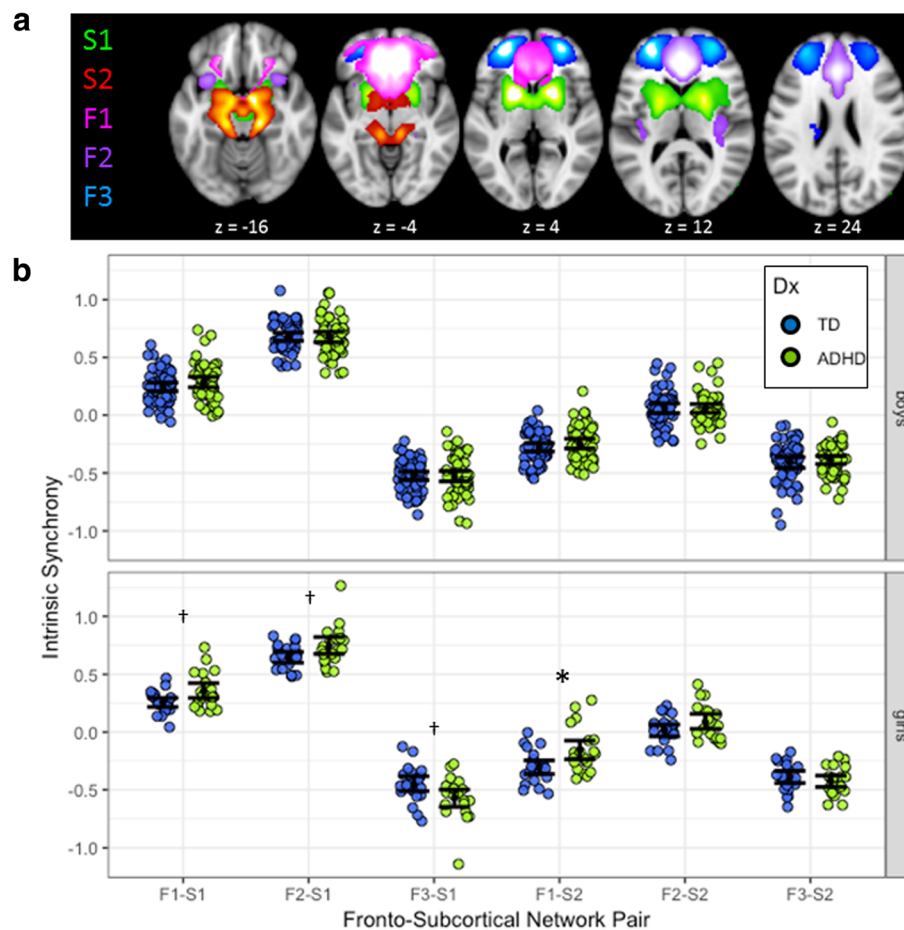 a
S1
S2
F1
F2
F3
z = -16
z = -4
z = 4
z = 12
z = 24
b
Dx
TD
ADHD
1.0
0.5
0.0
-0.5
-1.0
boys
†
†
†
*
1.0
0.5
0.0
-0.5
-1.0
girls
Intrinsic Synchrony
F1-S1
F2-S1
F3-S1
F1-S2
F2-S2
F3-S2
Fronto-Subcortical Network Pair